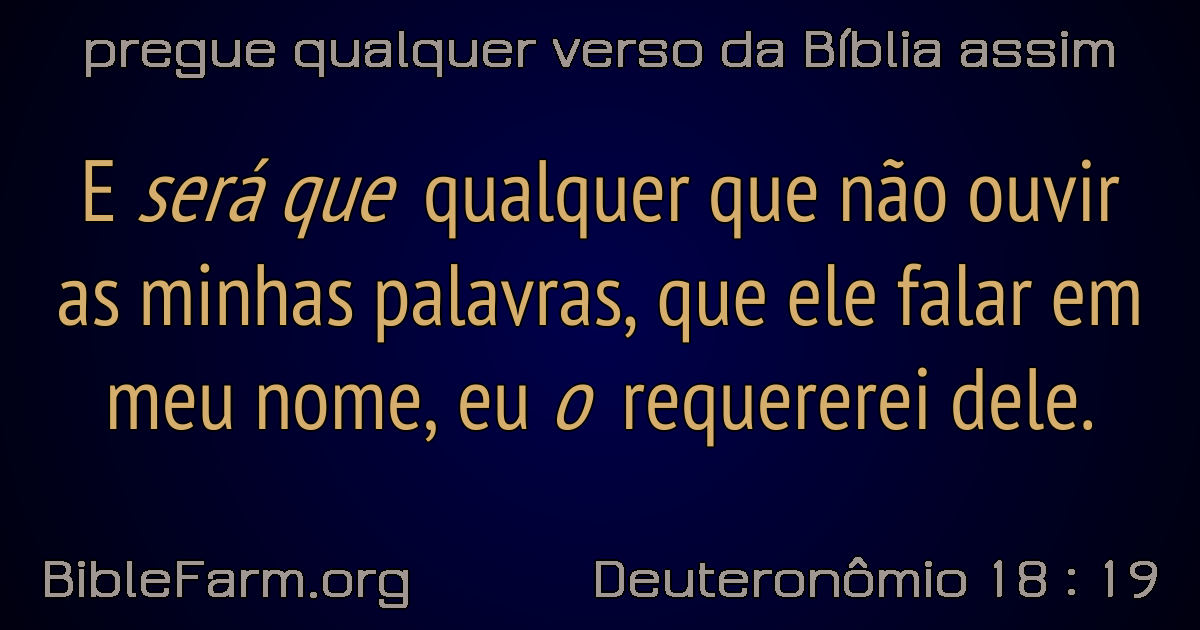 pregue qualquer verso da Bíblia assim
E será que qualquer que não ouvir
as minhas palavras, que ele falar em
meu nome, eu o requererei dele.
BibleFarm.org
Deuteronômio 18 : 19